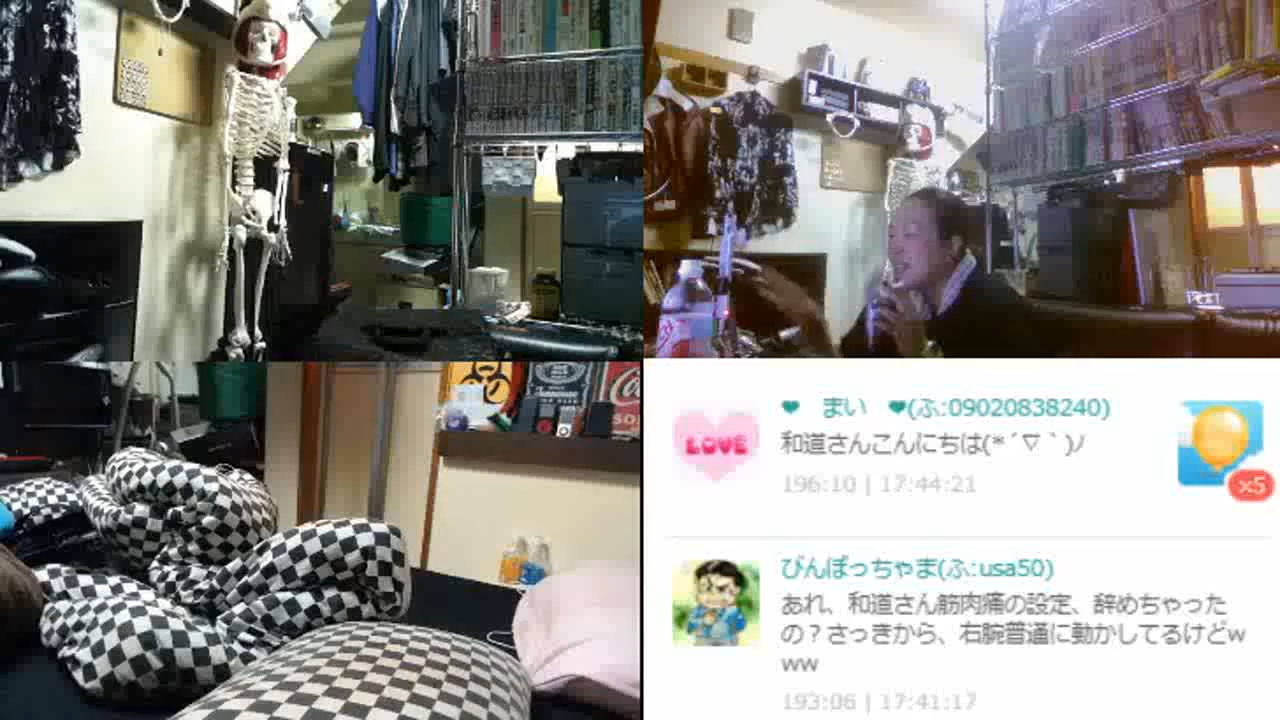 LOVE
❤ まい ❤(ふ:09020838240)
和道さんこんにちは(*´▽｀)ﾉ
196:10 | 17:44:21
x5
びんぼっちゃま(ふ:usa50)
あれ、和道さん筋肉痛の設定、辞めちゃった
の？さっきから、右腕普通に動かしてるけどw
ww
193:06 | 17:41:17